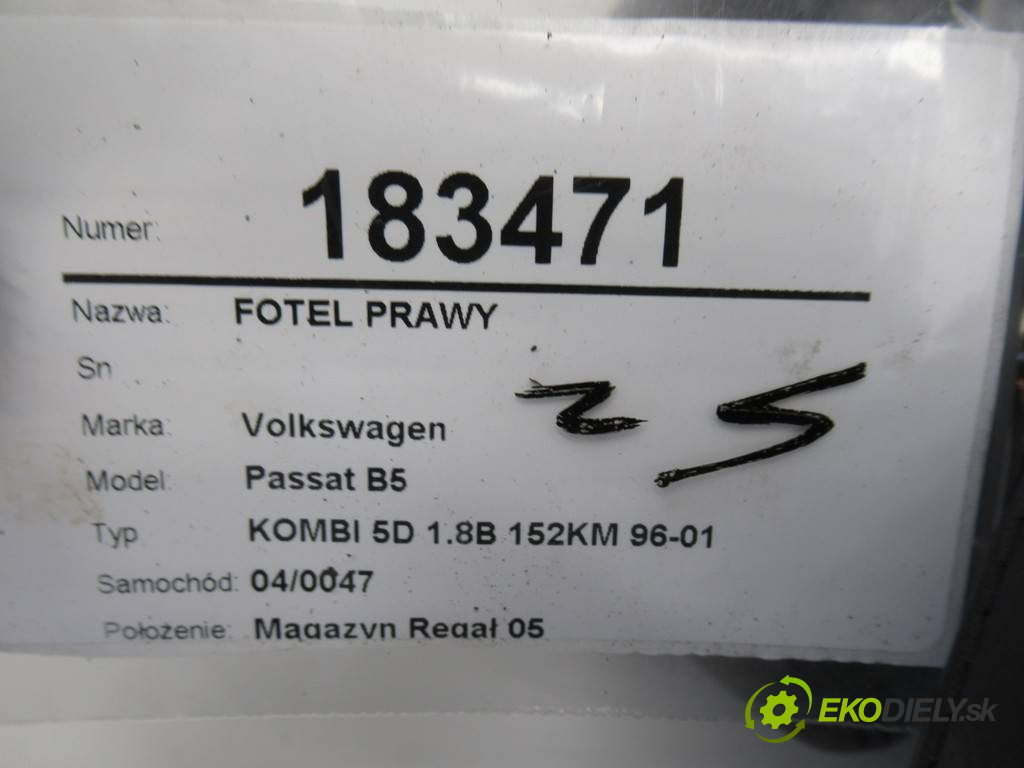 Numer: 183471
Nazwa: FOTEL PRAWY
Sn
Marka: Volkswagen
25
Model: Passat B5
Typ KOMBI 5D 1.8B 152KM 96-01
Samochód: 04/0047
Położenie: Magazyn Regał 05
EKODIELY.sk